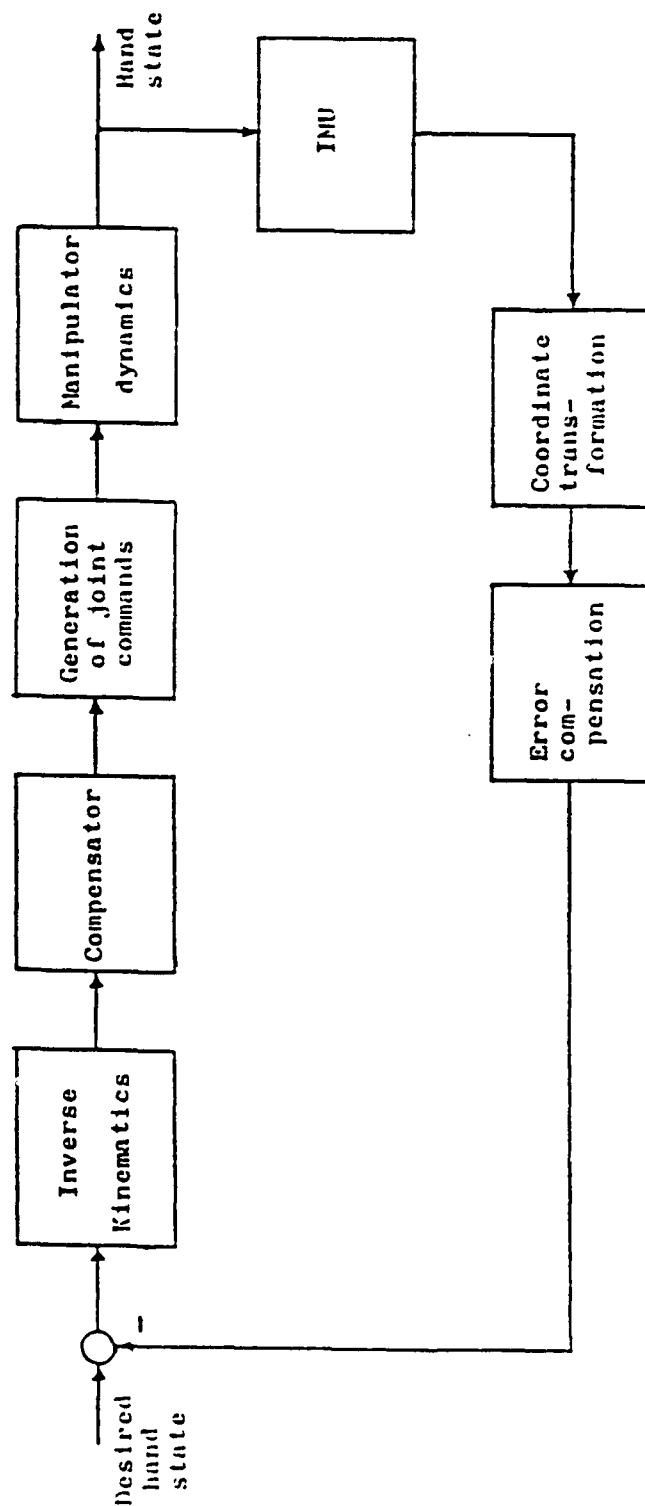 Desired
hand
state
–
Inverse
Kinematics
Compensator
Generation
of joint
commands
Manipulator
dynamics
Hand
state
IMU
Coordinate
trans-
formation
Error
com-
pensation